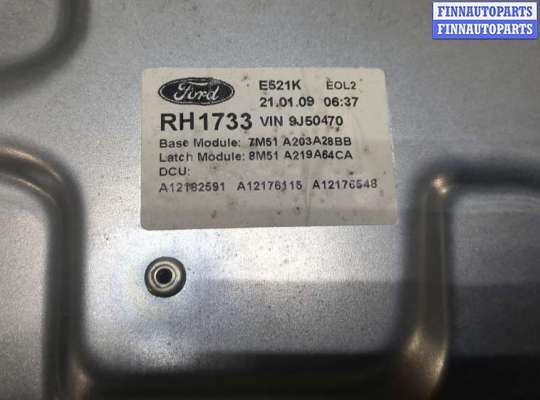 FINNAUTOPARTS
FINNAUTOPARTS
Ford E521K EOL2
21.01.09 06:37
RH1733 VIN 9J50470
Base Module: 7M51 A203A28BB
Latch Module: 8M51 A219A64CA
DCU:
A12182591 A12176115 A12176548